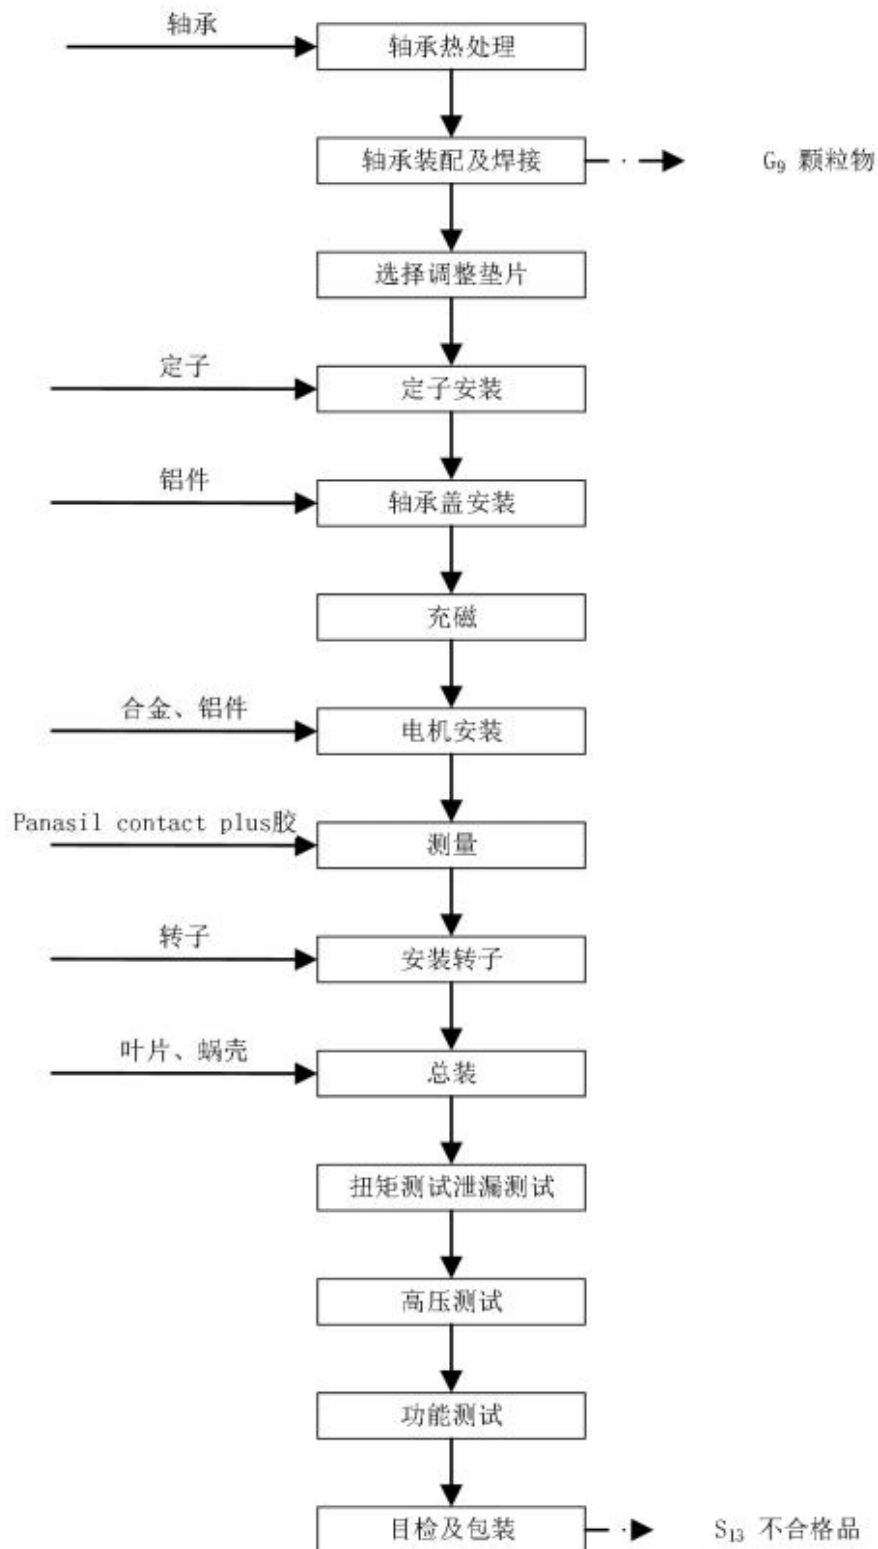 轴承
轴承热处理
轴承装配及焊接
G₉ 颗粒物
选择调整垫片
定子
定子安装
铝件
轴承盖安装
充磁
合金、铝件
电机安装
Panasil contact plus胶
测量
转子
安装转子
叶片、蜗壳
总装
扭矩测试泄漏测试
高压测试
功能测试
目检及包装
S₁₃ 不合格品